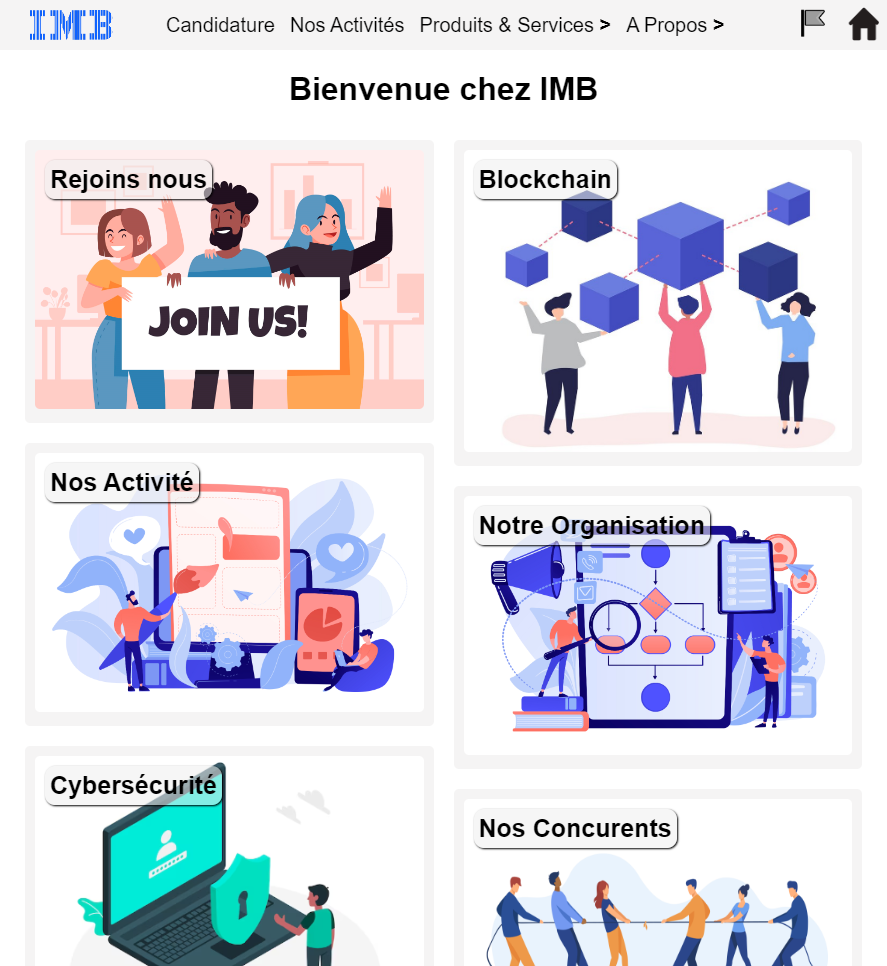 IMB
Candidature Nos Activités Produits & Services > A Propos >
Bienvenue chez IMB
Rejoins nous
JOIN US!
Blockchain
Nos Activité
Notre Organisation
Cybersécurité
Nos Concurents